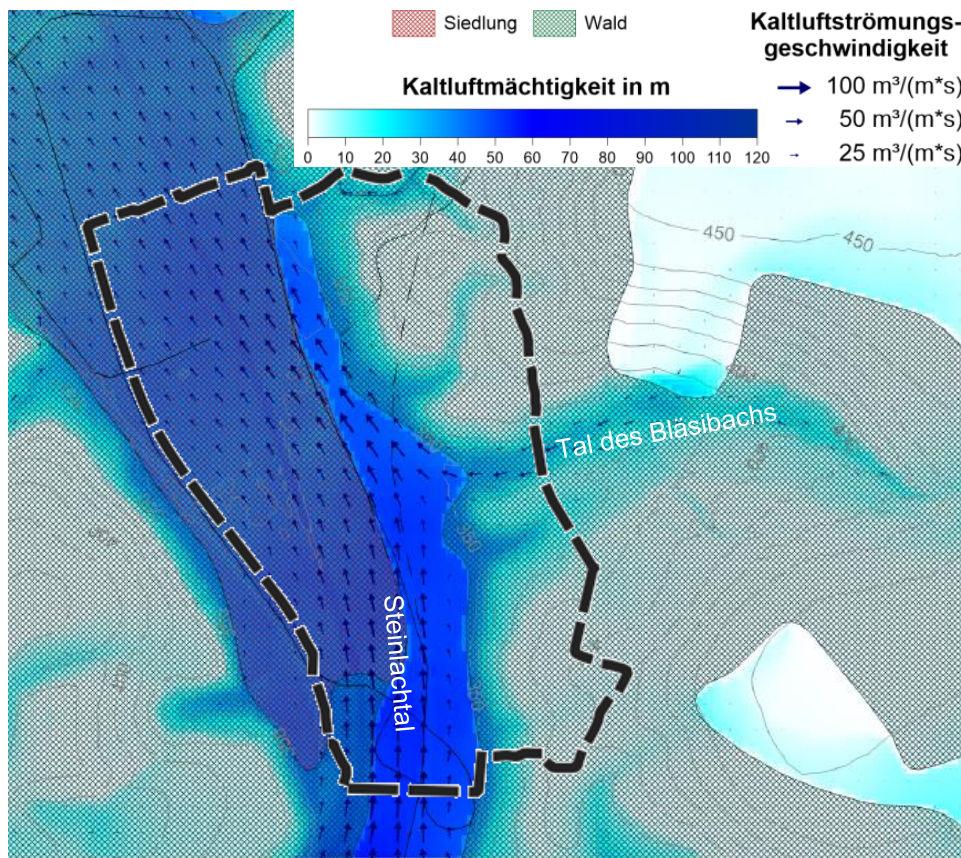 Siedlung
Wald
Kaltluftströmungs-
geschwindigkeit
Kaltluftmächtigkeit in m
100 m³/(m*s)
50 m³/(m*s)
25 m³/(m*s)
0 10 20 30 40 50 60 70 80 90 100 110 120
450
450
Tal des Bläsibachs
Steinlachtal